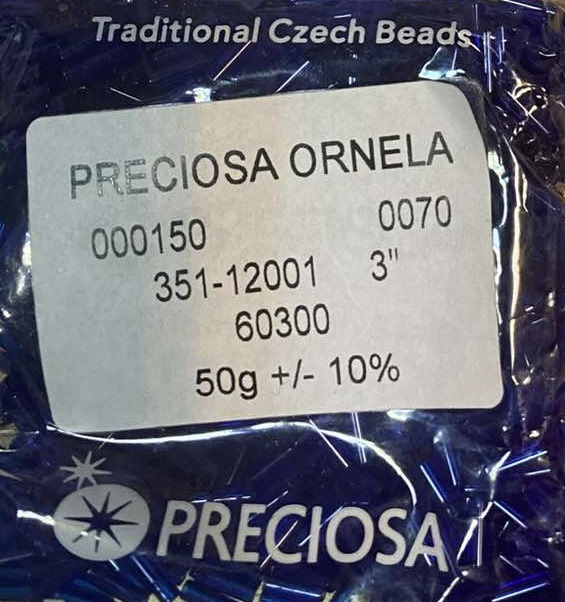 Traditional Czech Beads
PRECIOSA ORNELA
000150 0070
351-12001 3"
60300
50g +/- 10%
PRECIOSA